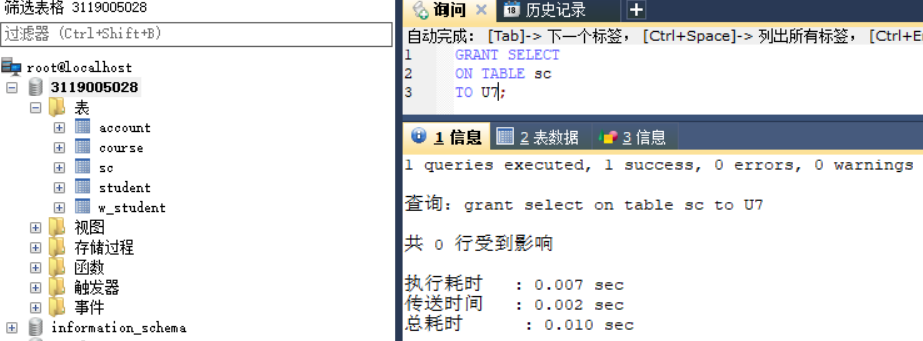 筛选表格 3119005028
过滤器 (Ctrl+Shift+B)
root@localhost
3119005028
表
account
course
sc
student
w_student
视图
存储过程
函数
触发器
事件
information_schema
询问 历史记录
自动完成: [Tab]-> 下一个标签, [Ctrl+Space]-> 列出所有标签, [Ctrl+E
1 GRANT SELECT
2 ON TABLE sc
3 TO U7;
1 信息 2 表数据 3 信息
1 queries executed, 1 success, 0 errors, 0 warnings
查询: grant select on table sc to U7
共 0 行受到影响
执行耗时 : 0.007 sec
传送时间 : 0.002 sec
总耗时 : 0.010 sec